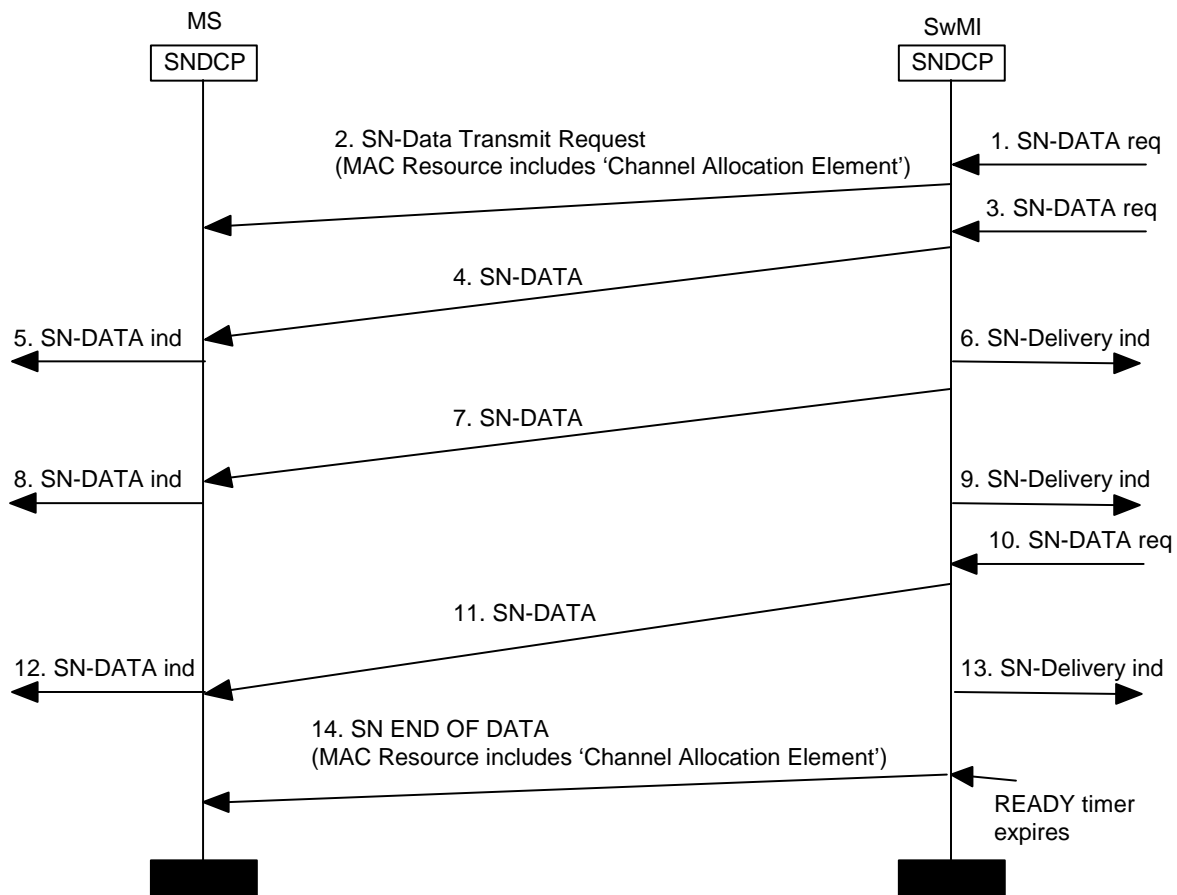 MS
SwMI
SNDCP
SNDCP
2. SN-Data Transmit Request
(MAC Resource includes ‘Channel Allocation Element’)
1. SN-DATA req
3. SN-DATA req
4. SN-DATA
5. SN-DATA ind
6. SN-Delivery ind
7. SN-DATA
8. SN-DATA ind
9. SN-Delivery ind
10. SN-DATA req
11. SN-DATA
12. SN-DATA ind
13. SN-Delivery ind
14. SN END OF DATA
(MAC Resource includes ‘Channel Allocation Element’)
READY timer
expires